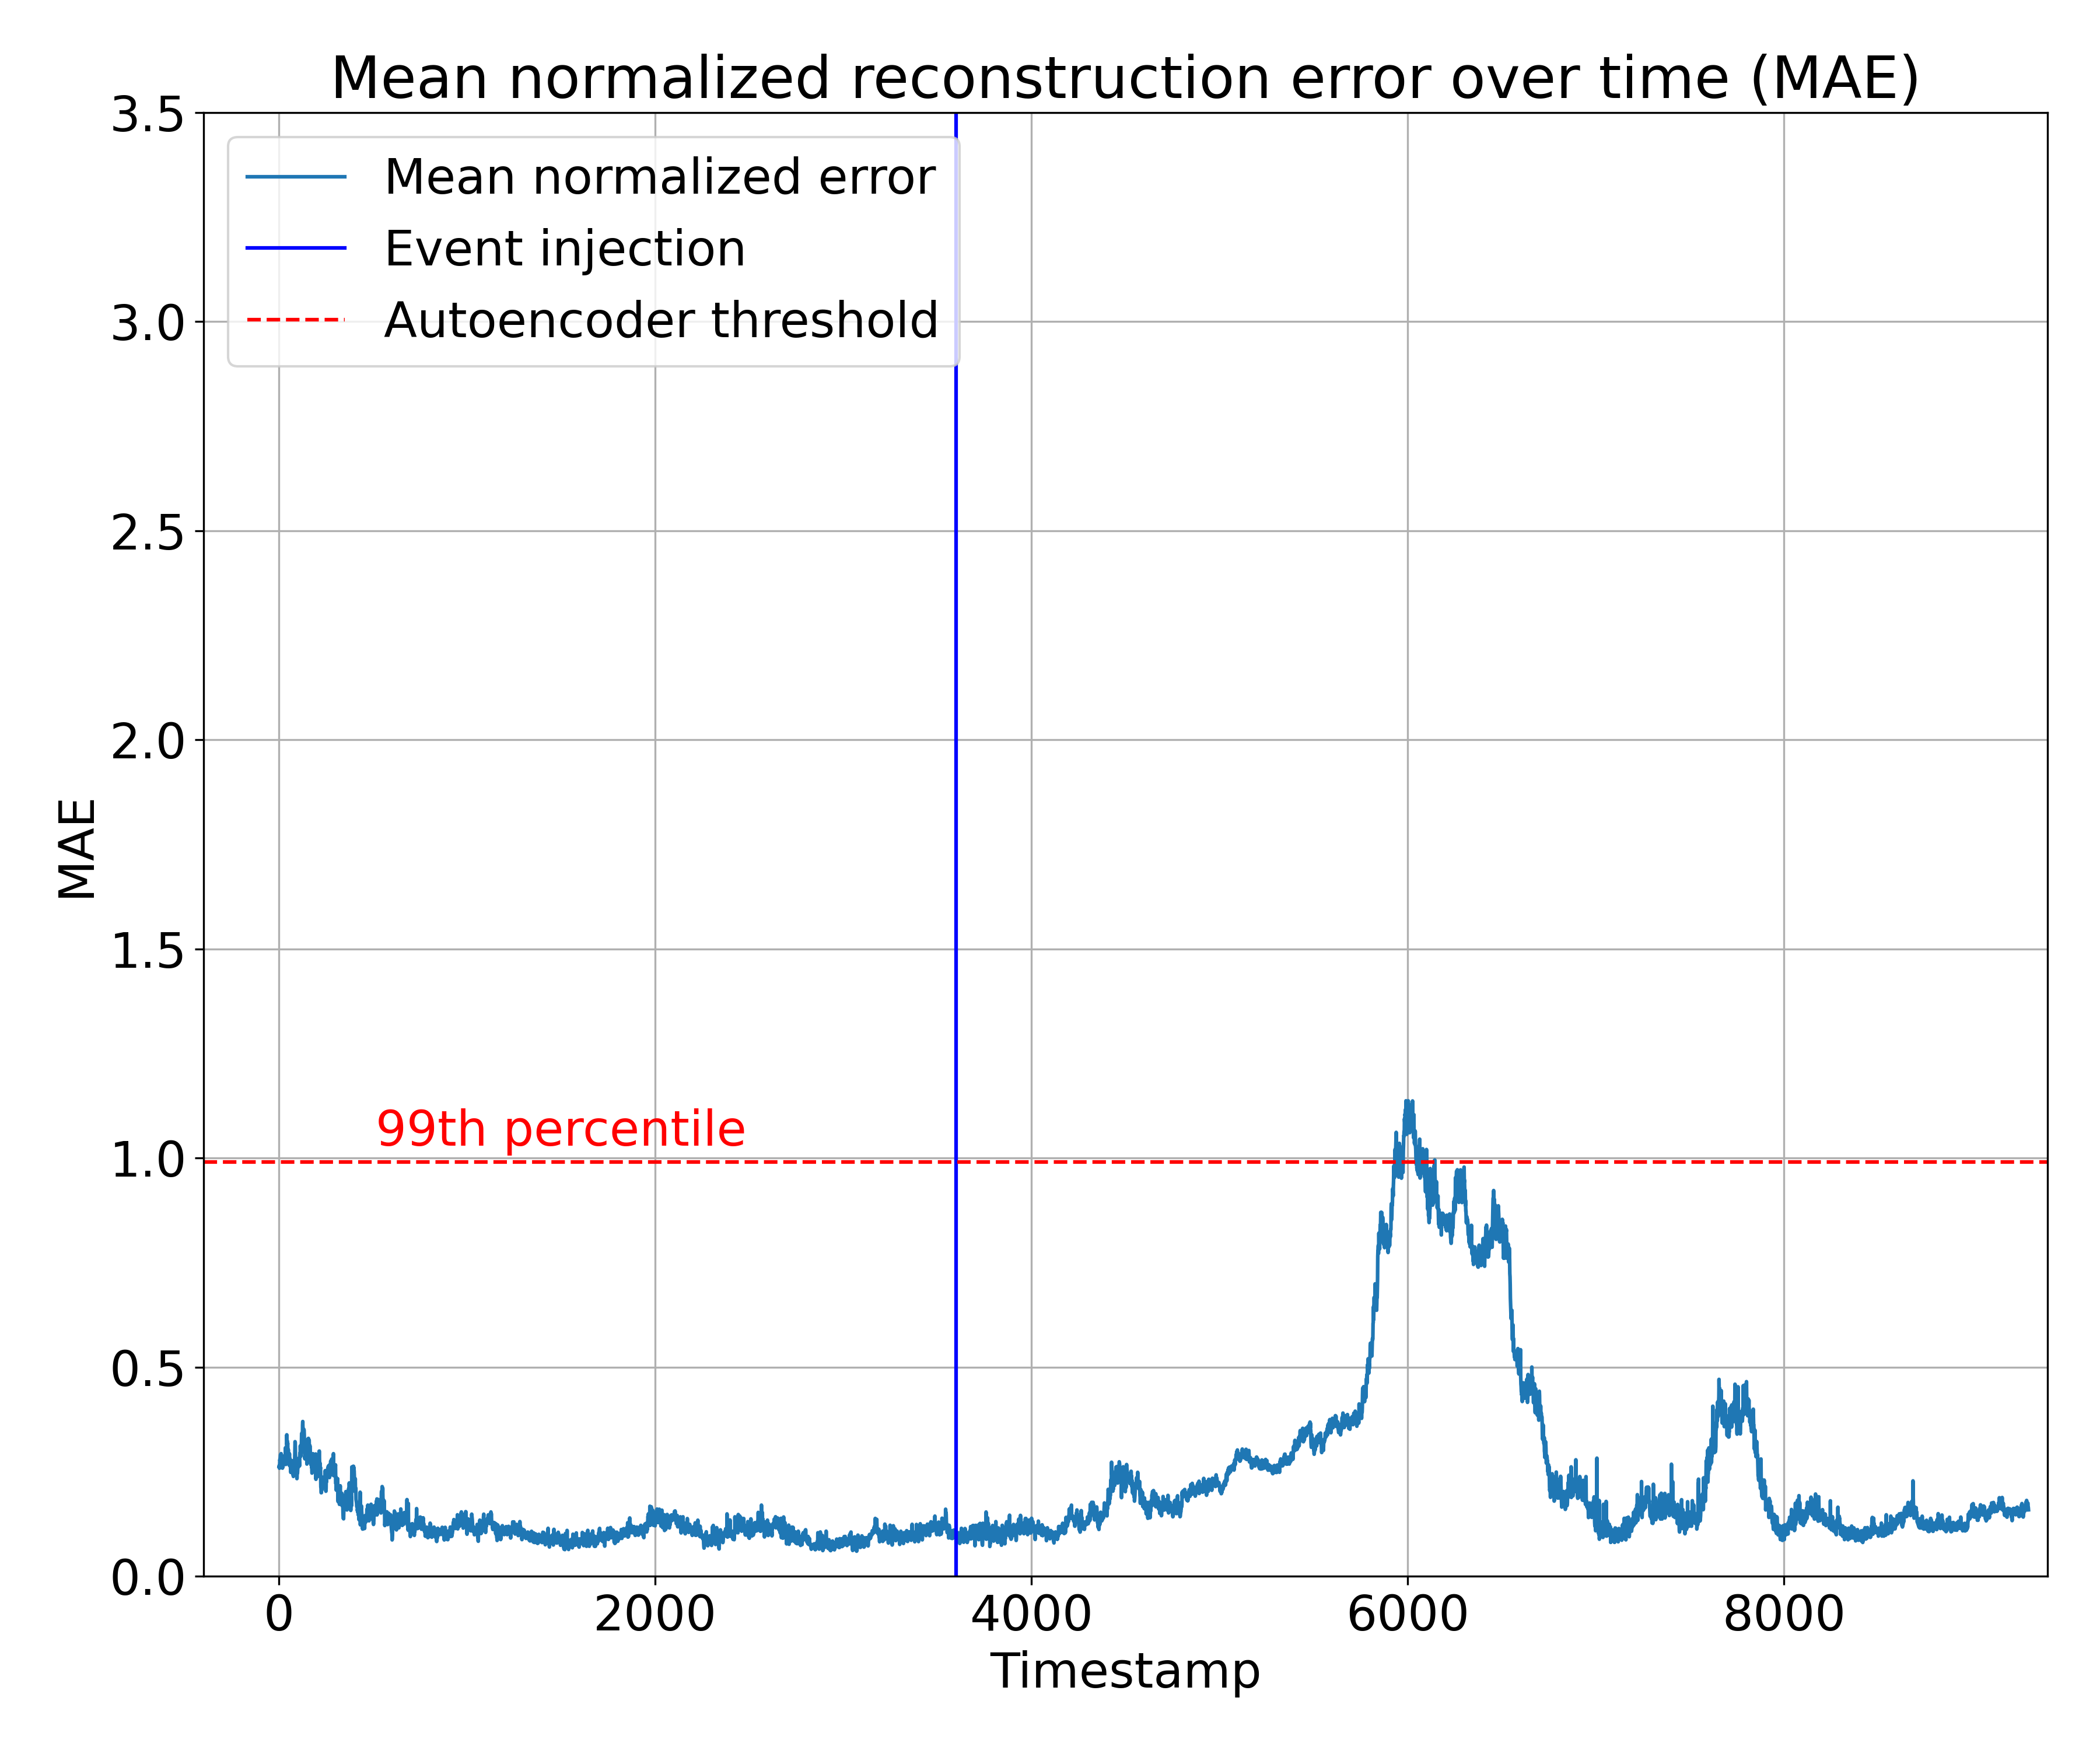 Mean normalized reconstruction error over time (MAE)
3.5
Mean normalized error
Event injection
Autoencoder threshold
3.0
2.5
2.0
MAE
1.5
99th percentile
1.0
0.5
0.0
0 2000 4000 6000 8000
Timestamp